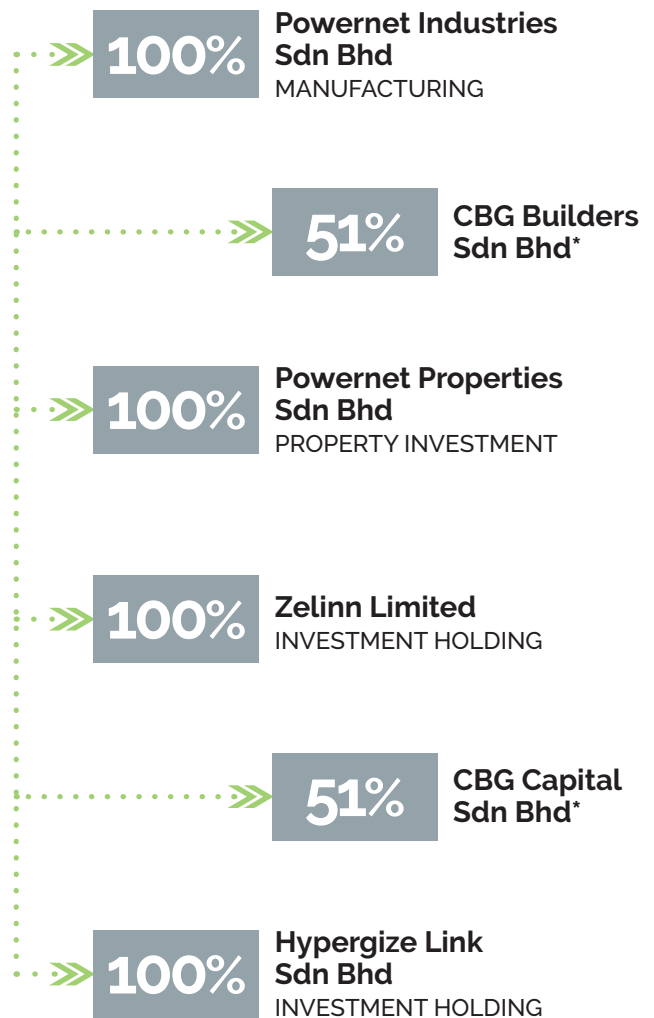 100%
Powernet Industries
Sdn Bhd
MANUFACTURING
51%
CBG Builders
Sdn Bhd*
100%
Powernet Properties
Sdn Bhd
PROPERTY INVESTMENT
100%
Zelinn Limited
INVESTMENT HOLDING
51%
CBG Capital
Sdn Bhd*
100%
Hypergize Link
Sdn Bhd
INVESTMENT HOLDING